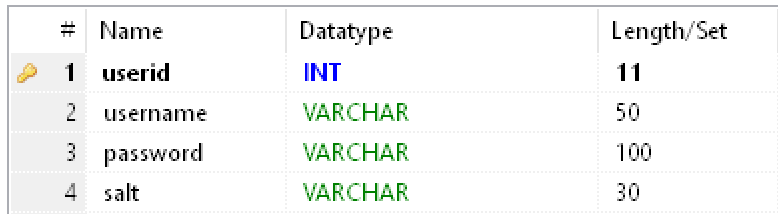 # Name Datatype Length/Set
1 userid INT 11
2 username VARCHAR 50
3 password VARCHAR 100
4 salt VARCHAR 30